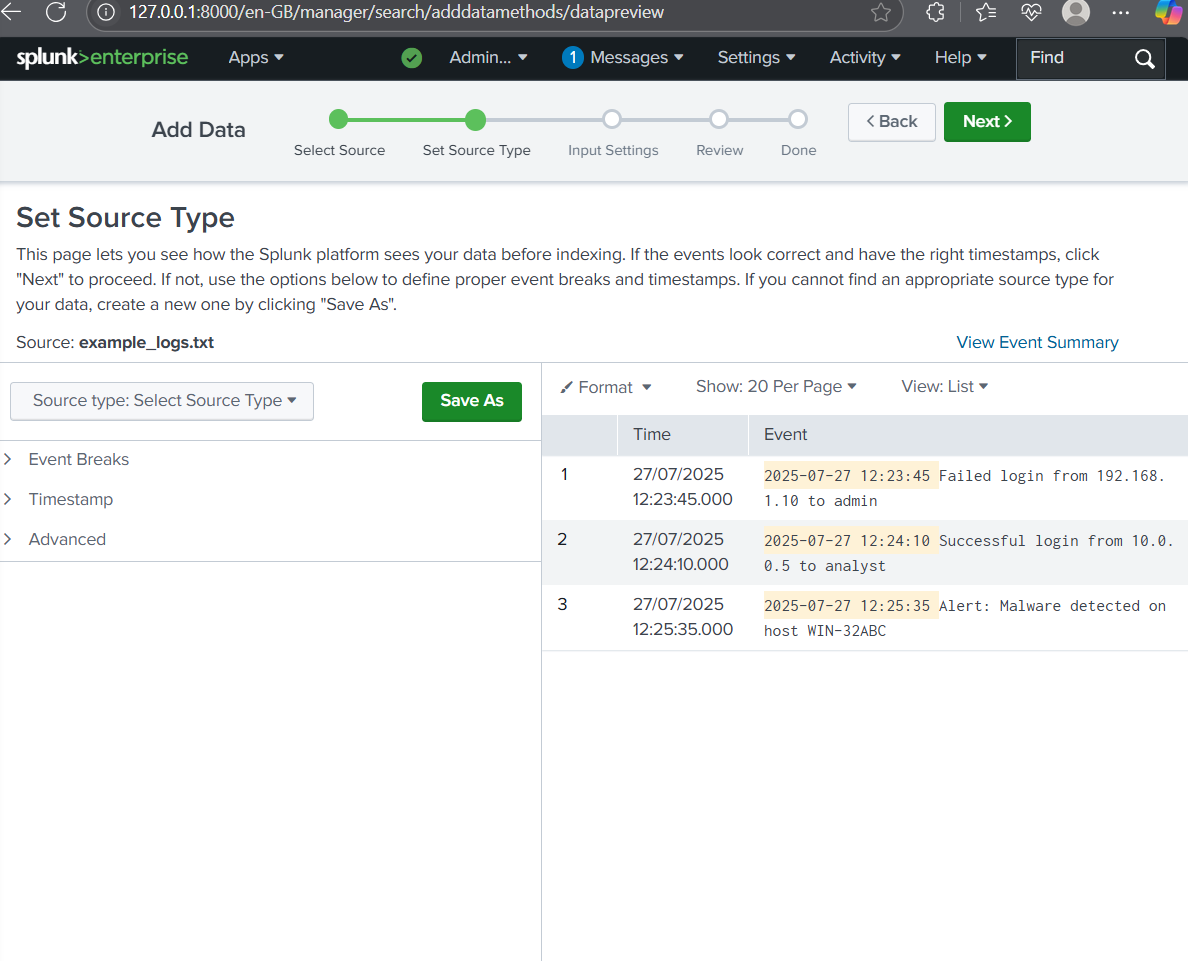 127.0.0.1:8000/en-GB/manager/search/adddatamethods/datapreview
splunk>enterprise Apps Admin... 1 Messages Settings Activity Help Find
Add Data
Select Source Set Source Type Input Settings Review Done
< Back Next >
Set Source Type
This page lets you see how the Splunk platform sees your data before indexing. If the events look correct and have the right timestamps, click
"Next" to proceed. If not, use the options below to define proper event breaks and timestamps. If you cannot find an appropriate source type for
your data, create a new one by clicking "Save As".
Source: example_logs.txt
View Event Summary
Source type: Select Source Type
Save As
> Event Breaks
> Timestamp
> Advanced
Format Show: 20 Per Page View: List
Time Event
1 27/07/2025 2025-07-27 12:23:45 Failed login from 192.168.
12:23:45.000 1.10 to admin
2 27/07/2025 2025-07-27 12:24:10 Successful login from 10.0.
12:24:10.000 0.5 to analyst
3 27/07/2025 2025-07-27 12:25:35 Alert: Malware detected on
12:25:35.000 host WIN-32ABC